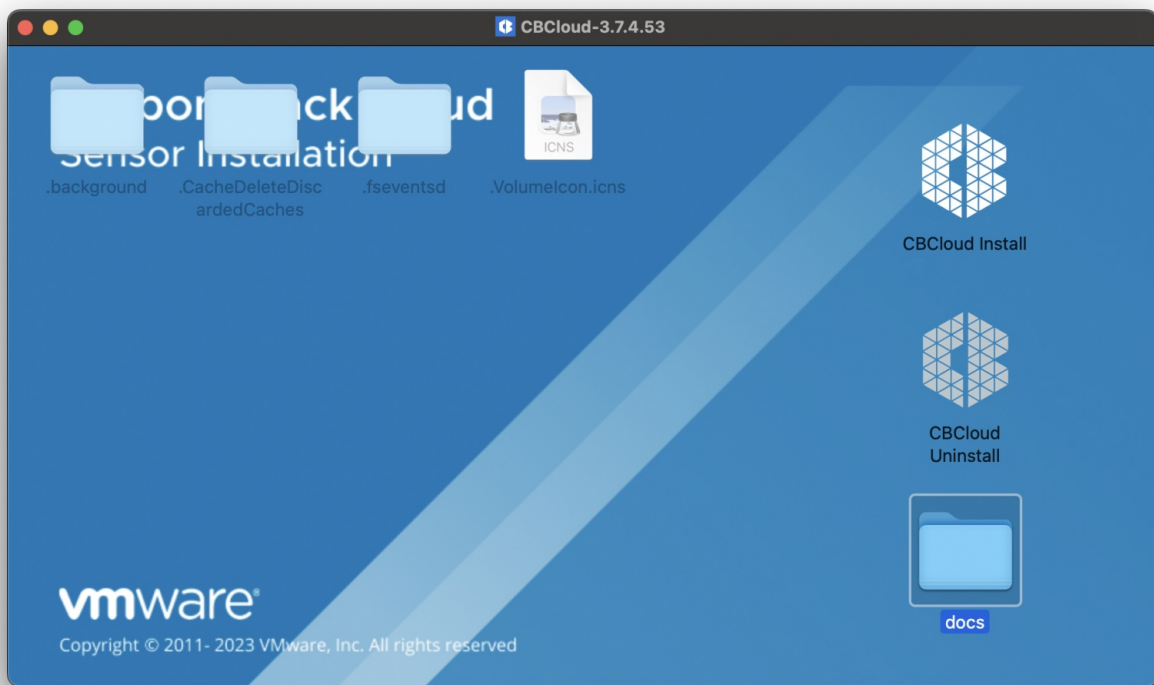 CBCloud-3.7.4.53
ud
Sensor Installation
ICNS
.background
.CacheDeleteDisc
ardedCaches
.fseventsd
.VolumeIcon.icns
CBCloud Install
CBCloud
Uninstall
docs
vmware®
Copyright © 2011- 2023 VMware, Inc. All rights reserved